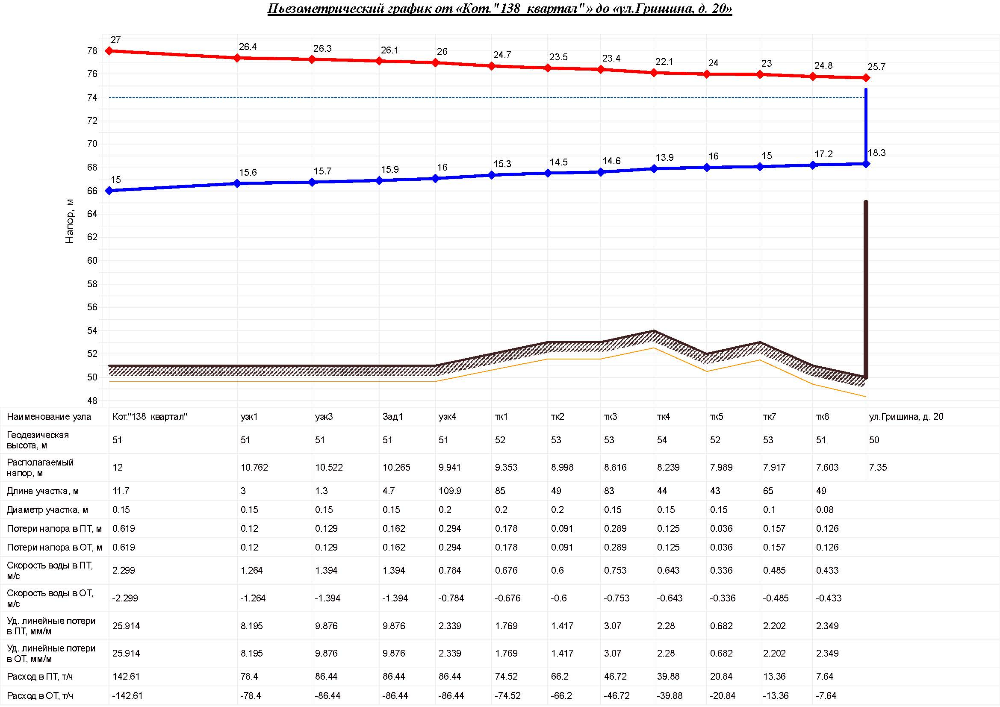 Пьезометрический график от «Кот."138 квартал"» до «ул.Гришина, д. 20»
27 26.4 26.3 26.1 26 24.7 23.5 23.4 22.1 24 23 24.8 25.7
78
76
74
72
70
68
66
64
62
60
58
56
54
52
50
48
Напор, м
15 15.6 15.7 15.9 16 15.3 14.5 14.6 13.9 16 15 17.2 18.3
Наименование узла Кот."138 квартал" узк1 узк3 Зад1 узк4 тк1 тк2 тк3 тк4 тк5 тк7 тк8 ул.Гришина, д. 20
Геодезическая
высота, м
51 51 51 51 51 52 53 53 54 52 53 51 50
Располагаемый
напор, м
12 10.762 10.522 10.265 9.941 9.353 8.998 8.816 8.239 7.989 7.917 7.603 7.35
Длина участка, м 11.7 3 1.3 4.7 109.9 85 49 83 44 43 65 49
Диаметр участка, м 0.15 0.15 0.15 0.15 0.2 0.2 0.2 0.15 0.15 0.15 0.1 0.08
Потери напора в ПТ, м 0.619 0.12 0.129 0.162 0.294 0.178 0.091 0.289 0.125 0.036 0.157 0.126
Потери напора в ОТ, м 0.619 0.12 0.129 0.162 0.294 0.178 0.091 0.289 0.125 0.036 0.157 0.126
Скорость воды в ПТ,
м/с
2.299 1.264 1.394 1.394 0.784 0.676 0.6 0.753 0.643 0.336 0.485 0.433
Скорость воды в ОТ,
м/с
-2.299 -1.264 -1.394 -1.394 -0.784 -0.676 -0.6 -0.753 -0.643 -0.336 -0.485 -0.433
Уд. линейные потери
в ПТ, мм/м
25.914 8.195 9.876 9.876 2.339 1.769 1.417 3.07 2.28 0.682 2.202 2.349
Уд. линейные потери
в ОТ, мм/м
25.914 8.195 9.876 9.876 2.339 1.769 1.417 3.07 2.28 0.682 2.202 2.349
Расход в ПТ, т/ч 142.61 78.4 86.44 86.44 86.44 74.52 66.2 46.72 39.88 20.84 13.36 7.64
Расход в ОТ, т/ч -142.61 -78.4 -86.44 -86.44 -86.44 -74.52 -66.2 -46.72 -39.88 -20.84 -13.36 -7.64